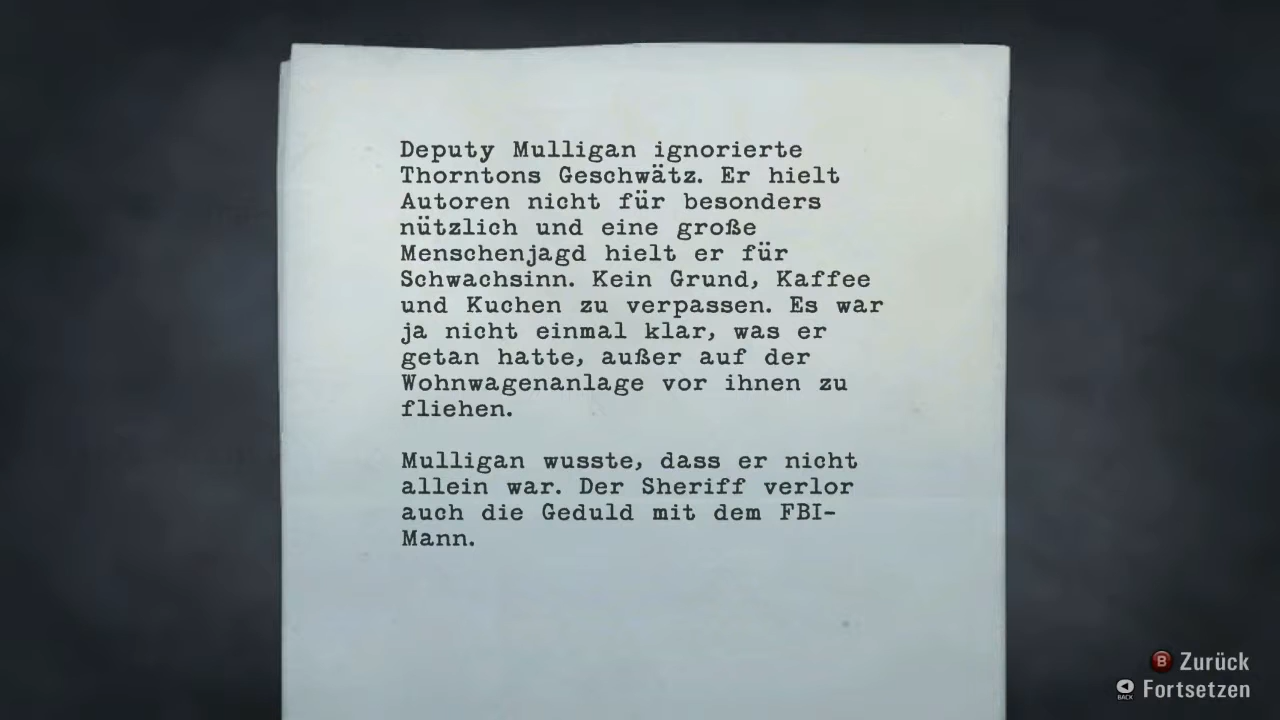 Deputy Mulligan ignorierte
Thorntons Geschwätz. Er hielt
Autoren nicht für besonders
nützlich und eine große
Menschenjagd hielt er für
Schwachsinn. Kein Grund, Kaffee
und Kuchen zu verpassen. Es war
ja nicht einmal klar, was er
getan hatte, außer auf der
Wohnwagenanlage vor ihnen zu
fliehen.
Mulligan wusste, dass er nicht
allein war. Der Sheriff verlor
auch die Geduld mit dem FBI-
Mann.
B Zurück
BACK Fortsetzen